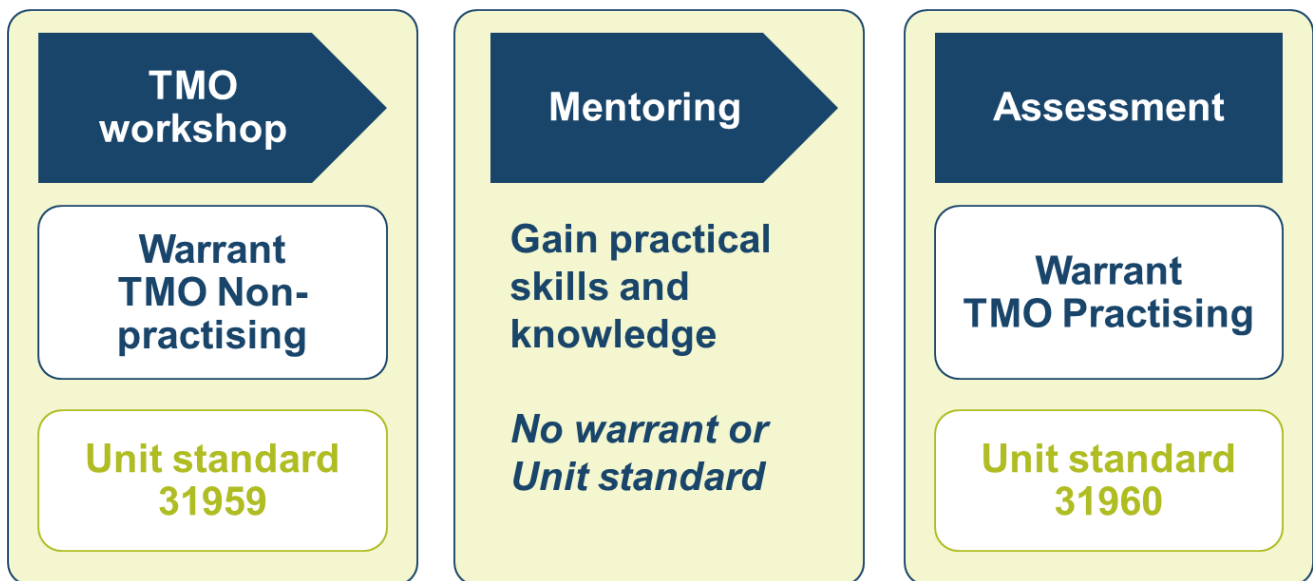 TMO
workshop
Warrant
TMO Non-
practising
Unit standard
31959
Mentoring
Gain practical
skills and
knowledge
No warrant or
Unit standard
Assessment
Warrant
TMO Practising
Unit standard
31960